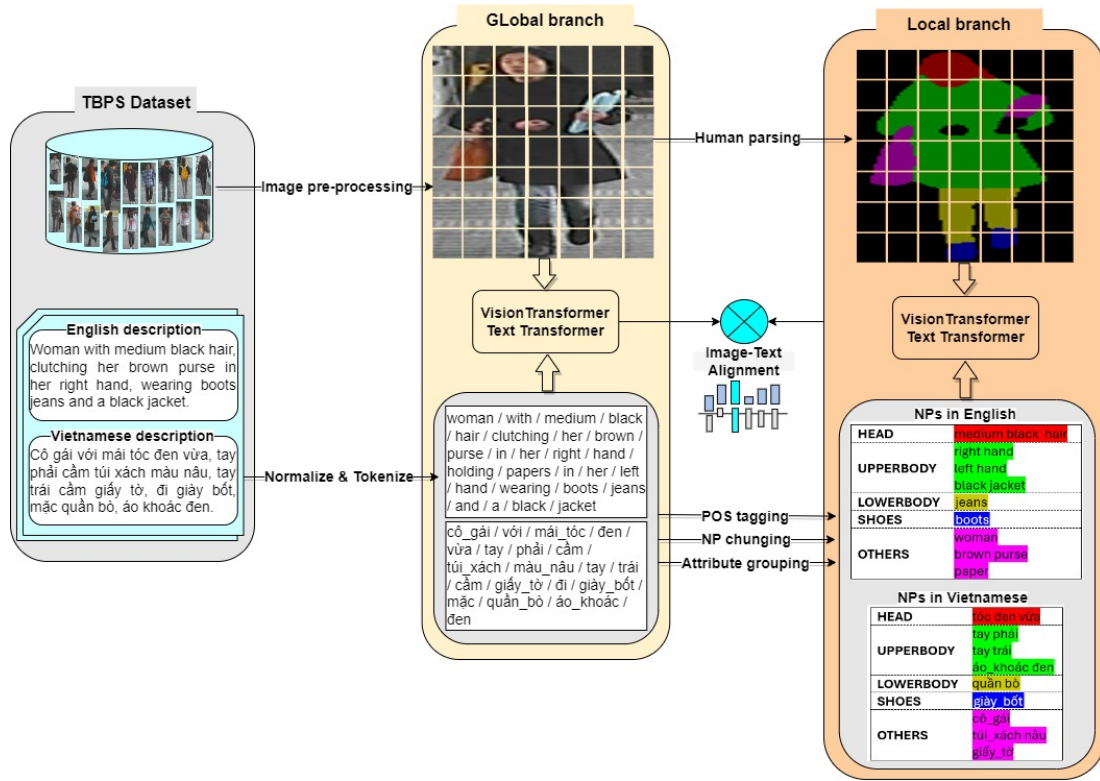 GLobal branch
Local branch
TBPS Dataset
Image pre-processing
Human parsing
English description
Woman with medium black hair,
clutching her brown purse in
her right hand, wearing boots
jeans and a black jacket.
Vietnamese description
Cô gái với mái tóc đen vừa, tay
phải cầm túi xách màu nâu, tay
trái cầm giấy tờ, đi giày bốt,
mặc quần bò, áo khoác đen.
Normalize & Tokenize
Vision Transformer
Text Transformer
Image-Text
Alignment
Vision Transformer
Text Transformer
woman / with / medium / black
/ hair / clutching / her / brown /
purse / in / her / right / hand /
holding / papers / in / her / left
/ hand / wearing / boots / jeans
/ and / a / black / jacket
cô_gái / với / mái_tóc / đen /
vừa / tay / phải / cầm /
túi_xách / màu_nâu / tay / trái
/ cầm / giấy_tờ / đi / giày_bốt /
mặc / quần_bò / áo_khoác /
đen
POS tagging
NP chunging
Attribute grouping
NPs in English
HEAD medium black hair
UPPERBODY right hand
left hand
black jacket
LOWERBODY jeans
SHOES boots
OTHERS woman
brown purse
paper
NPs in Vietnamese
HEAD tóc đen vừa
UPPERBODY tay phải
tay trái
áo_khoác đen
LOWERBODY quần bò
SHOES giày_bốt
OTHERS cô_gái
túi_xách nâu
giấy_tờ